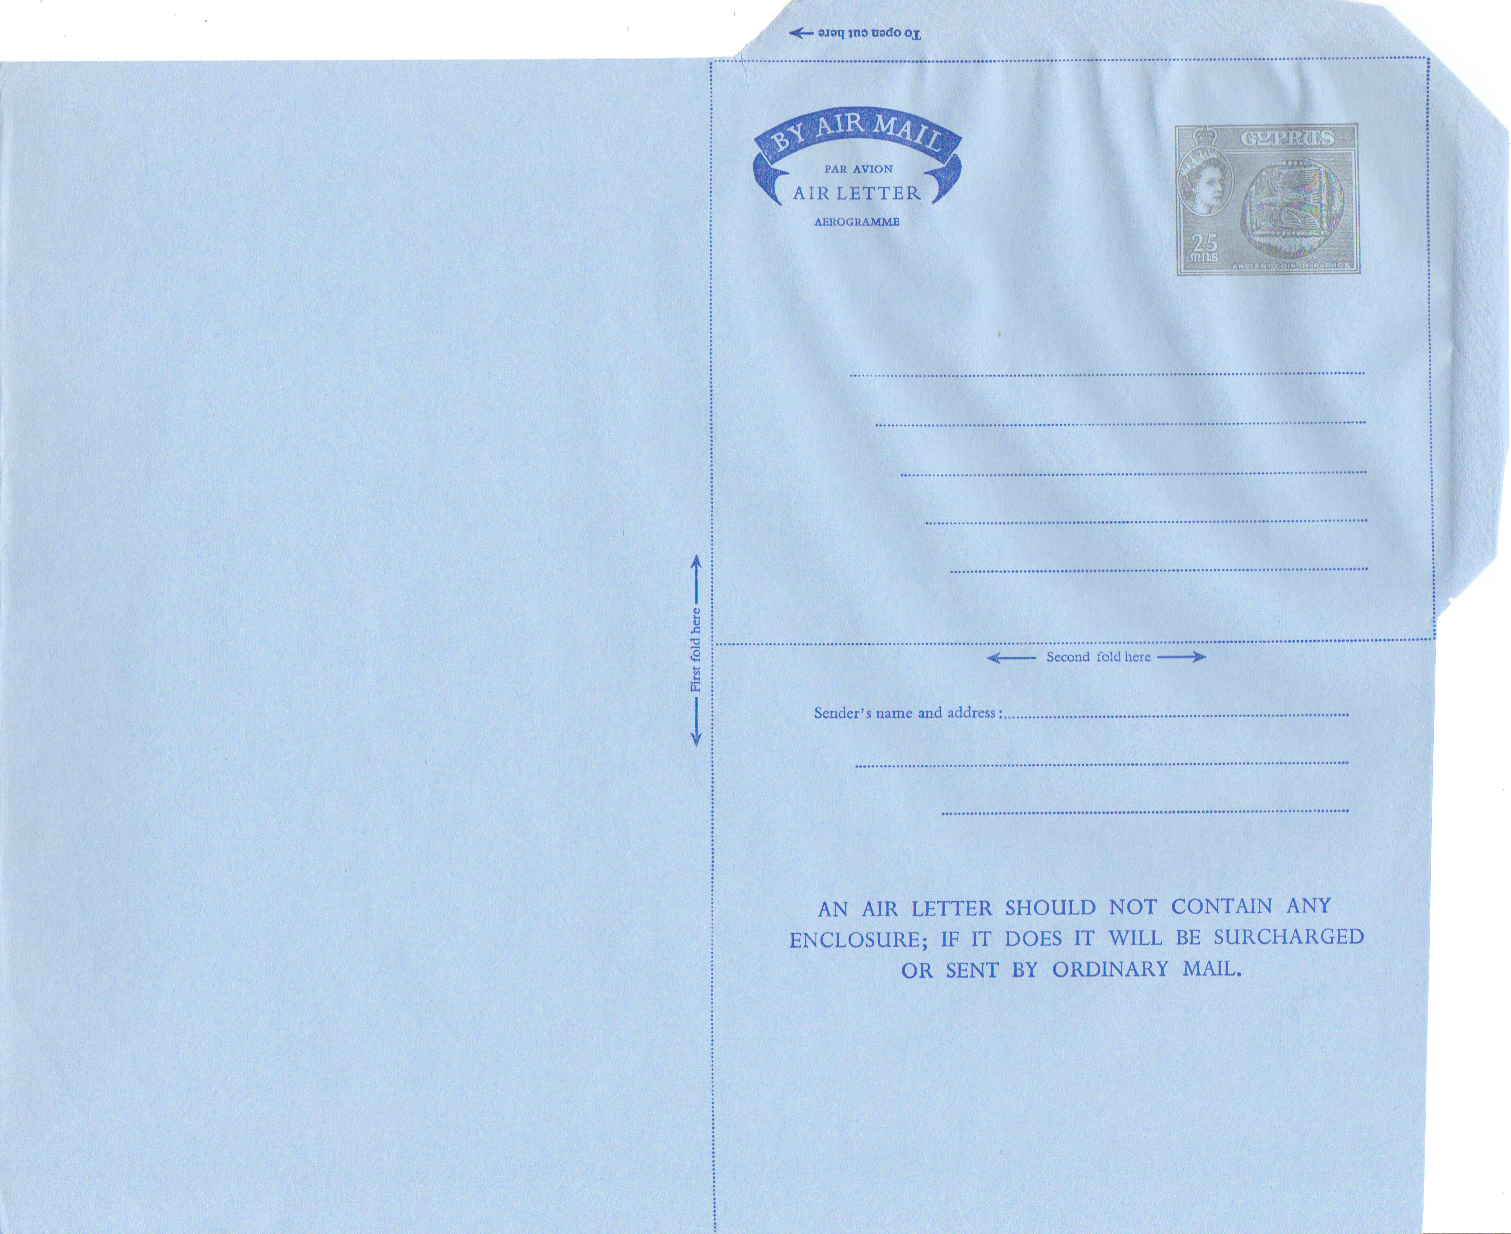 To open cut here
BY AIR MAIL
PAR AVION
AIR LETTER
AEROGRAMME
CYPRUS
25
MILS
First fold here
Second fold here
Sender's name and address:
AN AIR LETTER SHOULD NOT CONTAIN ANY
ENCLOSURE; IF IT DOES IT WILL BE SURCHARGED
OR SENT BY ORDINARY MAIL.